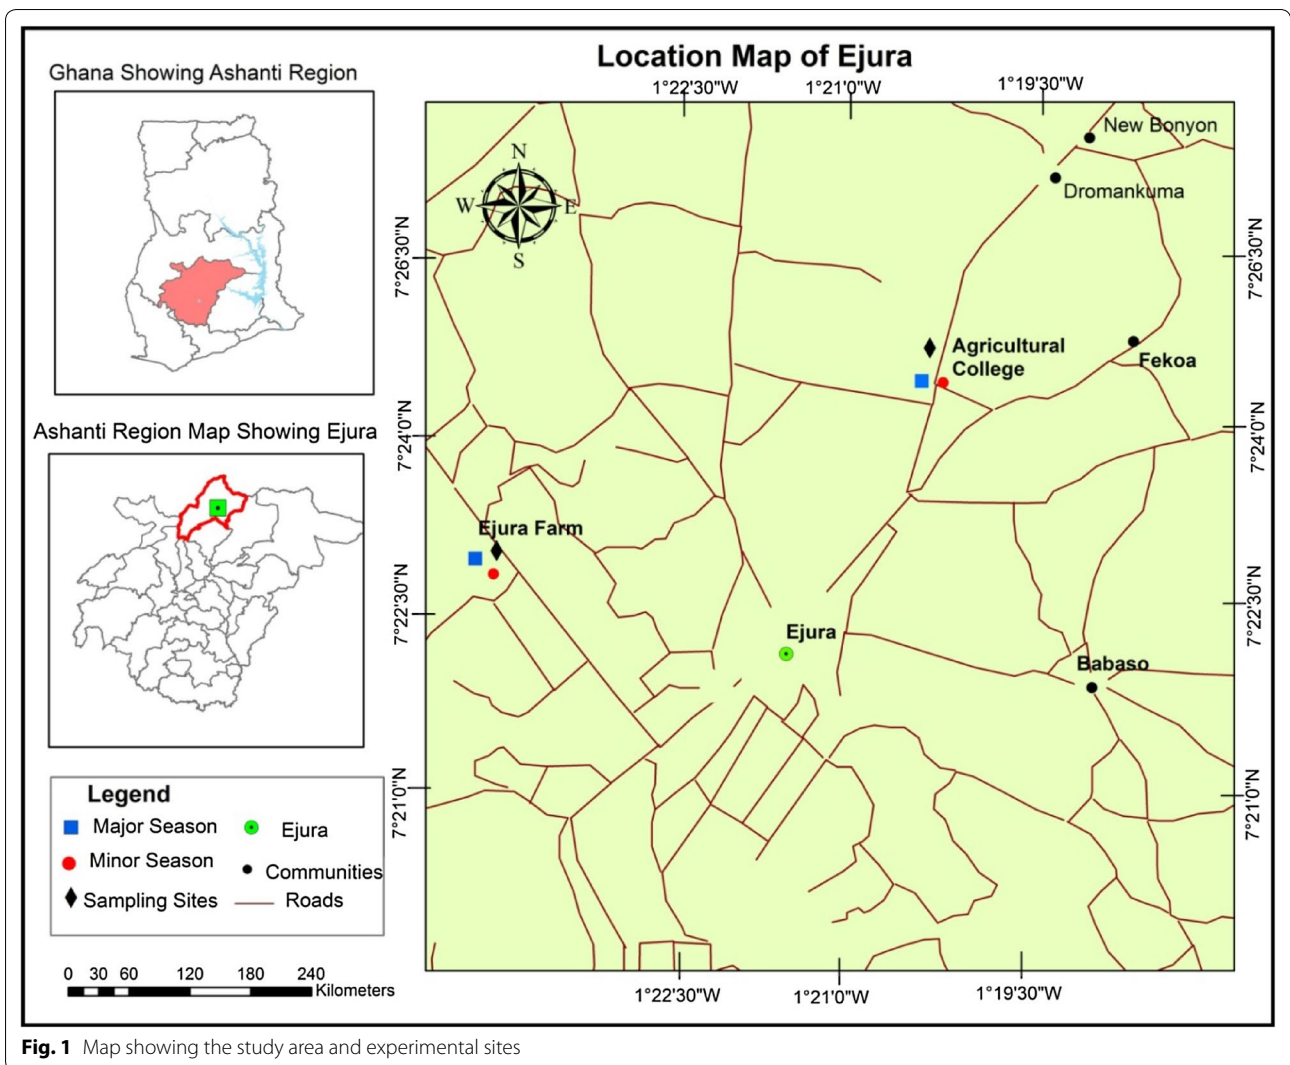 Location Map of Ejura
Ghana Showing Ashanti Region
1°22'30"W
1°21'0"W
1°19'30"W
New Bonyon
Dromankuma
N
W
E
S
7°26'30"N
7°26'30"N
Agricultural
College
Fekoa
Ashanti Region Map Showing Ejura
7°24'0"N
7°24'0"N
Ejura Farm
7°22'30"N
7°22'30"N
Ejura
Babaso
7°21'0"N
7°21'0"N
Legend
Major Season
Ejura
Minor Season
Communities
Sampling Sites
Roads
0 30 60 120 180 240
Kilometers
1°22'30"W
1°21'0"W
1°19'30"W
Fig. 1 Map showing the study area and experimental sites